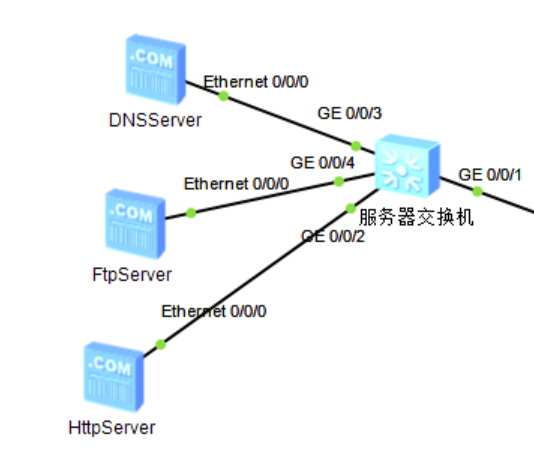 .COM
Ethernet 0/0/0
DNSServer
GE 0/0/3
GE 0/0/4
GE 0/0/1
Ethernet 0/0/0
.COM
服务器交换机
GE 0/0/2
FtpServer
Ethernet 0/0/0
.COM
HttpServer